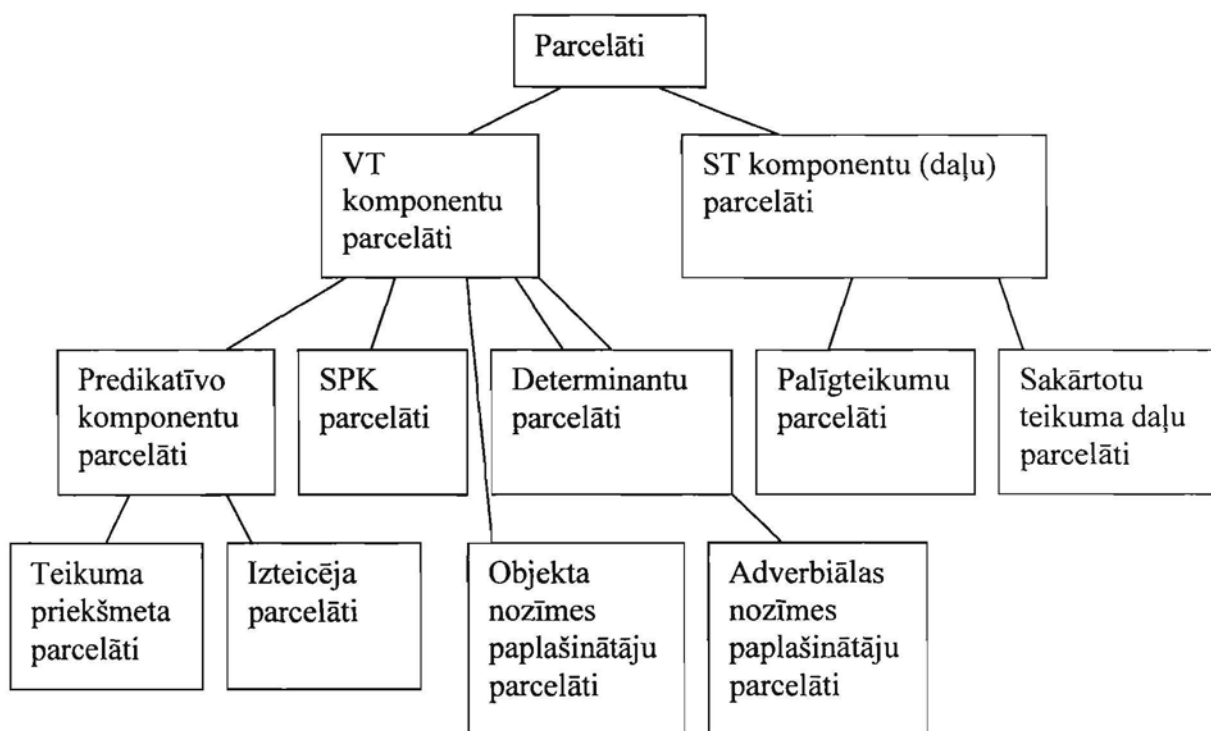 Parcelāti
VT
komponentu
parcelāti
ST komponentu (daļu)
parcelāti
Predikatīvo
komponentu
parcelāti
SPK
parcelāti
Determinantu
parcelāti
Palīgteikumu
parcelāti
Sakārtotu
teikuma daļu
parcelāti
Teikuma
priekšmeta
parcelāti
Izteicēja
parcelāti
Objekta
nozīmes
paplašinātāju
parcelāti
Adverbiālas
nozīmes
paplašinātāju
parcelāti